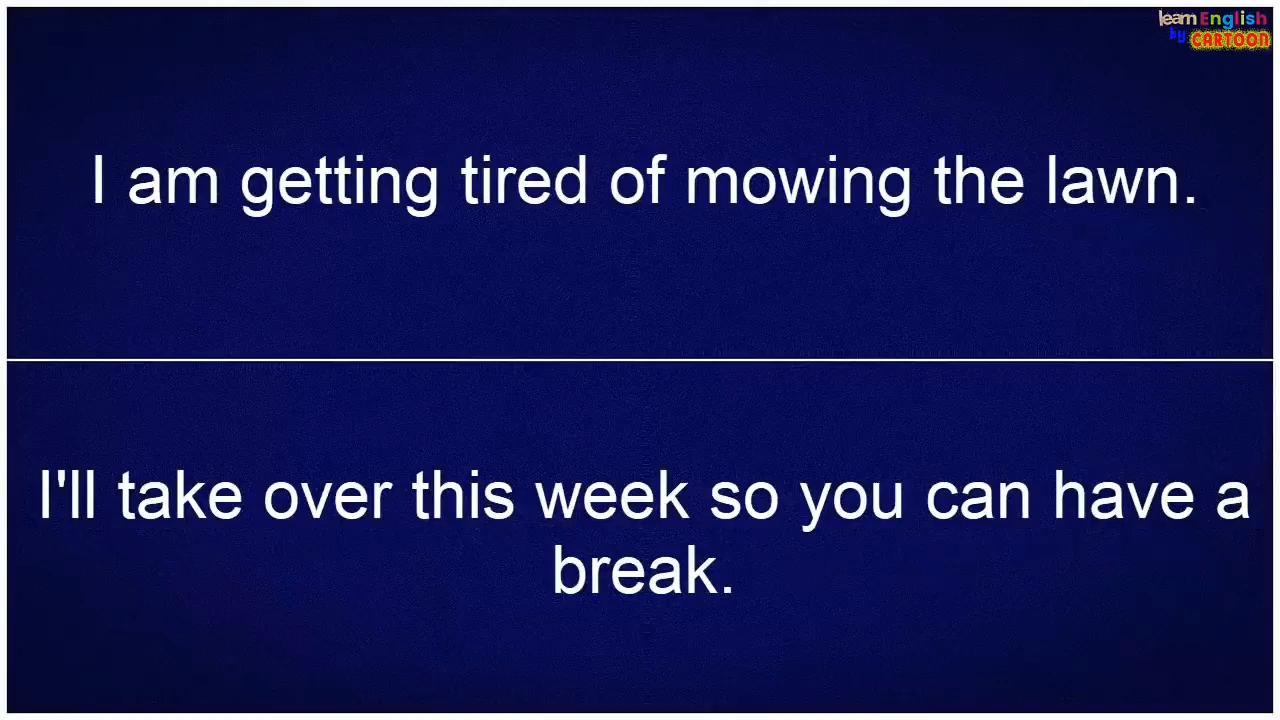 learn English
by CARTOON
I am getting tired of mowing the lawn.
I'll take over this week so you can have a
break.